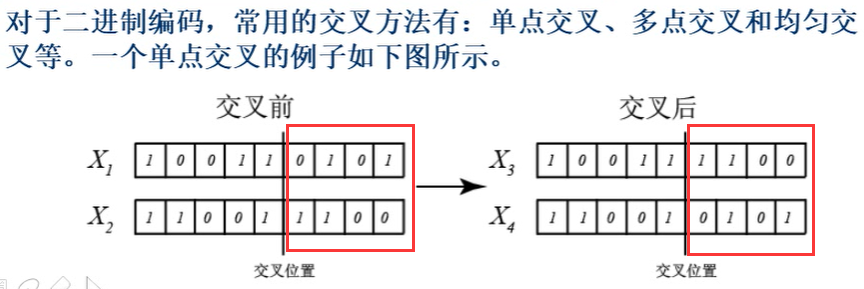 对于二进制编码，常用的交叉方法有：单点交叉、多点交叉和均匀交
叉等。一个单点交叉的例子如下图所示。
交叉前 交叉后
X1 1 0 0 1 1 0 1 0 1 X3 1 0 0 1 1 1 1 0 0
X2 1 1 0 0 1 1 1 0 0 X4 1 1 0 0 1 0 1 0 1
交叉位置 交叉位置